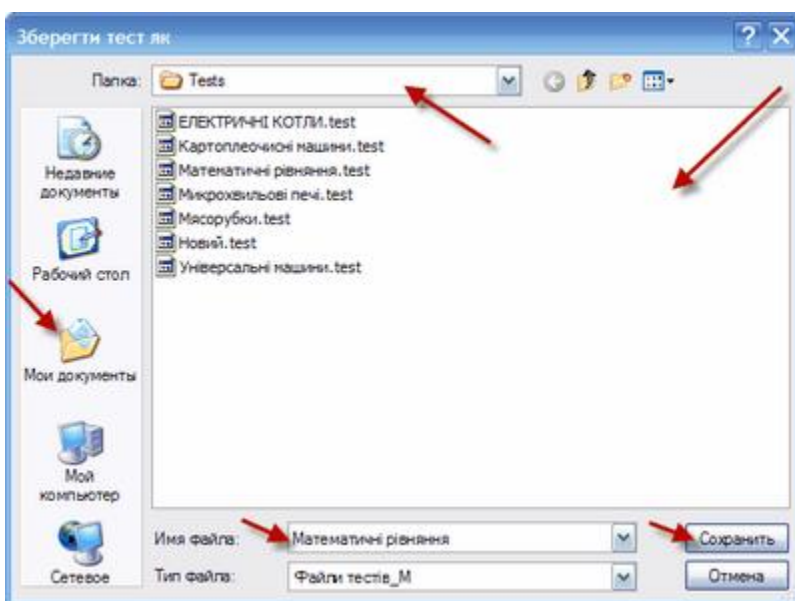 Зберегти тест як
Папка:
Tests
ЕЛЕКТРИЧНІ КОТЛИ.test
Картоплеочисні машини.test
Математичні рівняння.test
Микрохвильові печі.test
Мясорубки.test
Новий.test
Універсальні машини.test
Недавние
документы
Рабочий стол
Мои документы
Мой
компьютер
Сетевое
Имя файла:
Математичні рівняння
Сохранить
Тип файла:
Файли тестів_М
Отмена